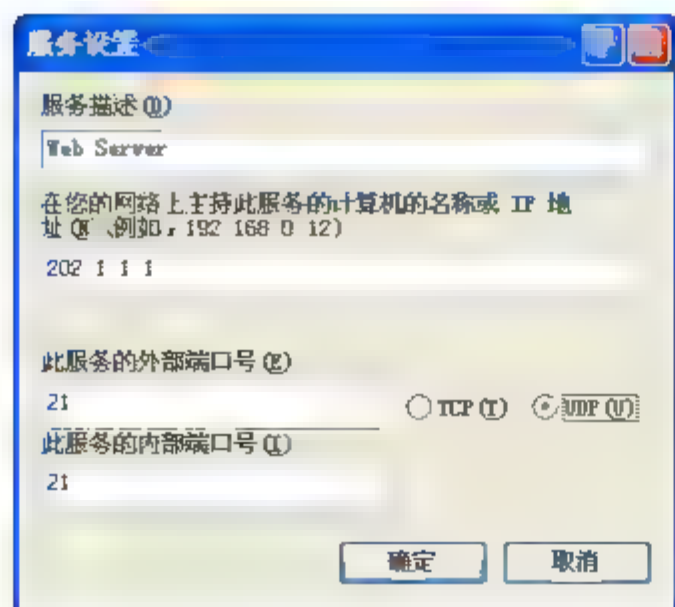 服务设置
服务描述(D)
Web Server
在您的网络上主持此服务的计算机的名称或 IP 地
址(N、例如，192 168 0 12)
202 1 1 1
此服务的外部端口号(E)
21
TCP(T) UDP(U)
此服务的内部端口号(I)
21
确定 取消